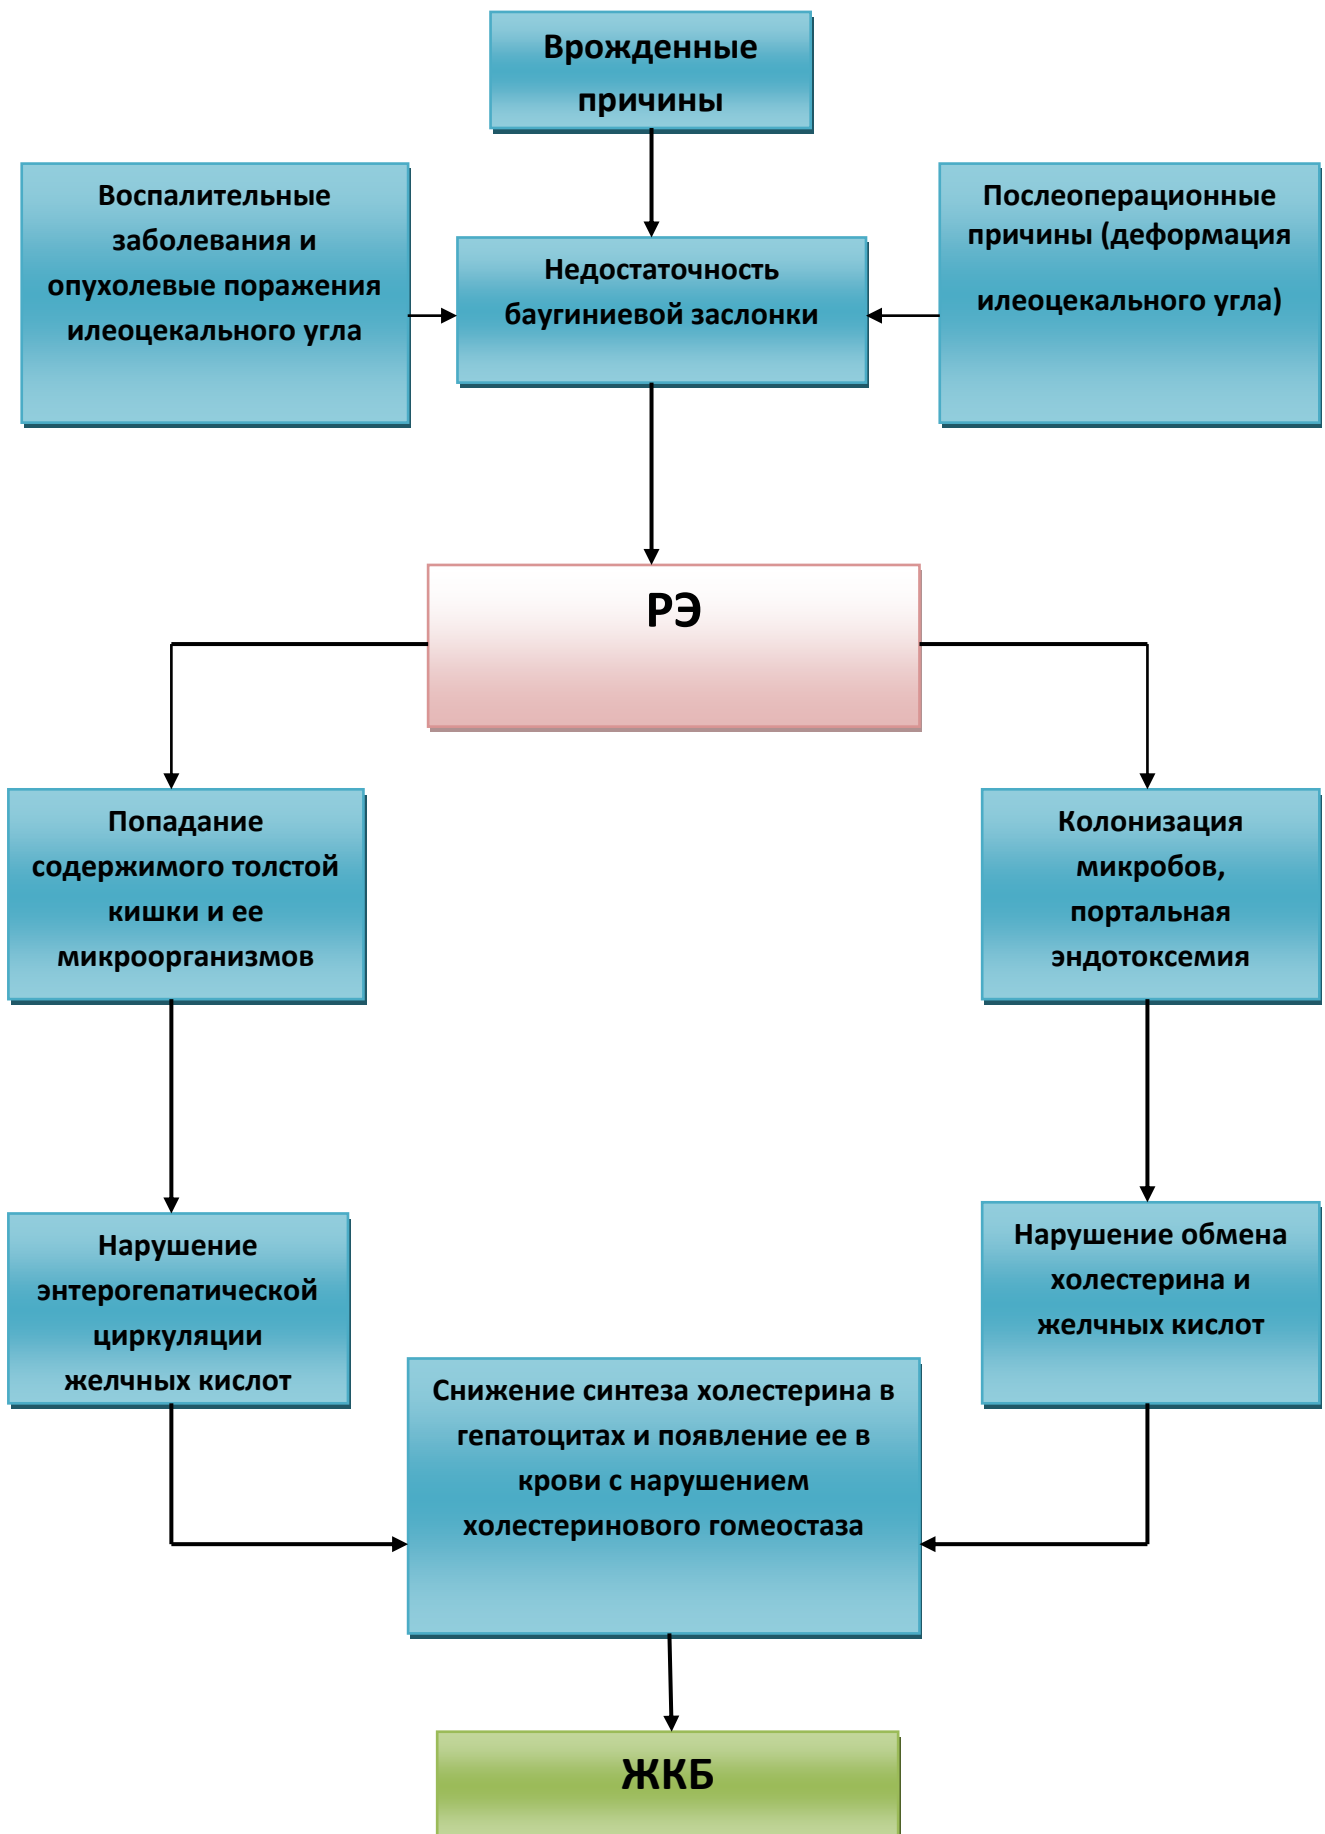 Врожденные
причины
Воспалительные
заболевания и
опухолевые поражения
илеоцекального угла
Недостаточность
баугиниевой заслонки
Послеоперационные
причины (деформация
илеоцекального угла)
РЭ
Попадание
содержимого толстой
кишки и ее
микроорганизмов
Колонизация
микробов,
портальная
эндотоксемия
Нарушение
энтерогепатической
циркуляции
желчных кислот
Нарушение обмена
холестерина и
желчных кислот
Снижение синтеза холестерина в
гепатоцитах и появление ее в
крови с нарушением
холестеринового гомеостаза
ЖКБ